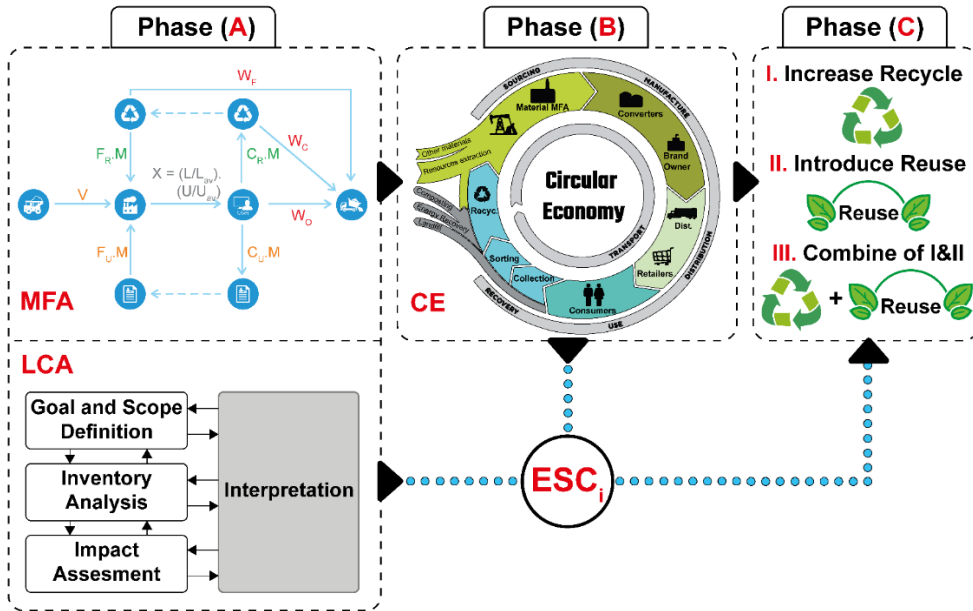 Phase (A)
W_F
F_R.M
C_R.M
W_C
V
X = (L/L_av).
(U/U_av)
W_O
F_U.M
C_U.M
MFA
LCA
Goal and Scope
Definition
Inventory
Analysis
Impact
Assesment
Interpretation
Phase (B)
SOURCING
MANUFACTURE
DISTRIBUTION
USE
RECOVERY
TRANSPORT
Material MFA
Converters
Brand
Owner
Dist.
Retailers
Consumers
Collection
Sorting
Recyc.
Other materials
Resources extraction
Composting
Energy Recovery
Landfill
Circular
Economy
CE
ESC_i
Phase (C)
I. Increase Recycle
II. Introduce Reuse
Reuse
III. Combine of I&II
+
Reuse